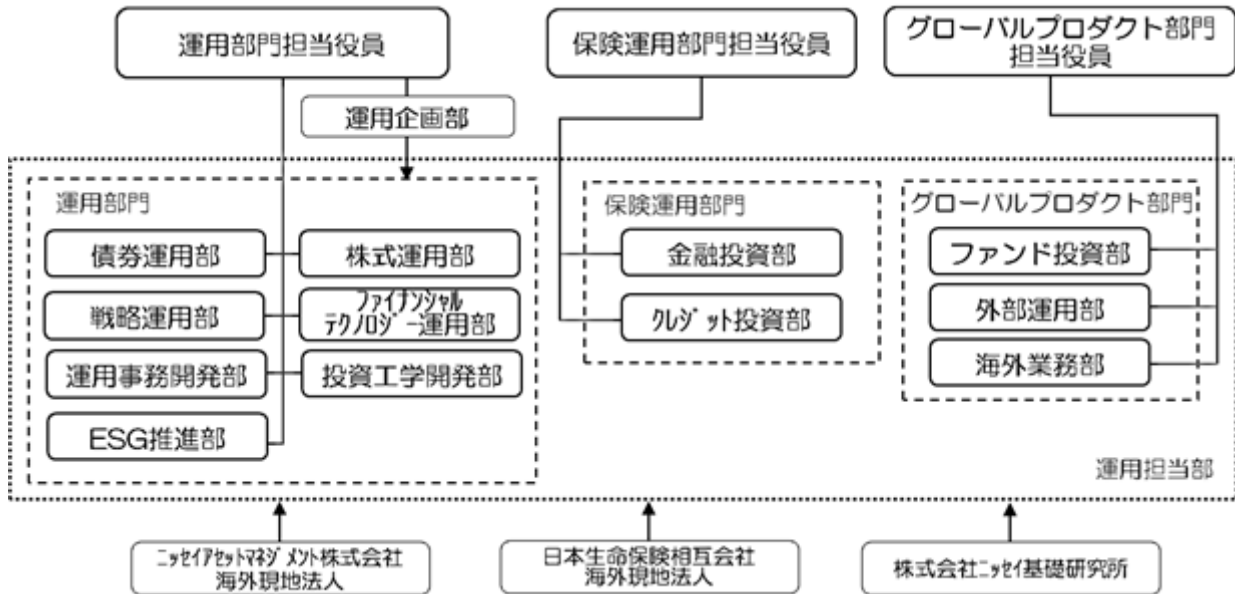 運用部門担当役員
保険運用部門担当役員
グローバルプロダクト部門
担当役員
運用企画部
運用部門
債券運用部
株式運用部
戦略運用部
ファイナンシャル
テクノロジー運用部
運用事務開発部
投資工学開発部
ESG推進部
保険運用部門
金融投資部
クレジット投資部
グローバルプロダクト部門
ファンド投資部
外部運用部
海外業務部
運用担当部
ニッセイアセットマネジメント株式会社
海外現地法人
日本生命保険相互会社
海外現地法人
株式会社ニッセイ基礎研究所